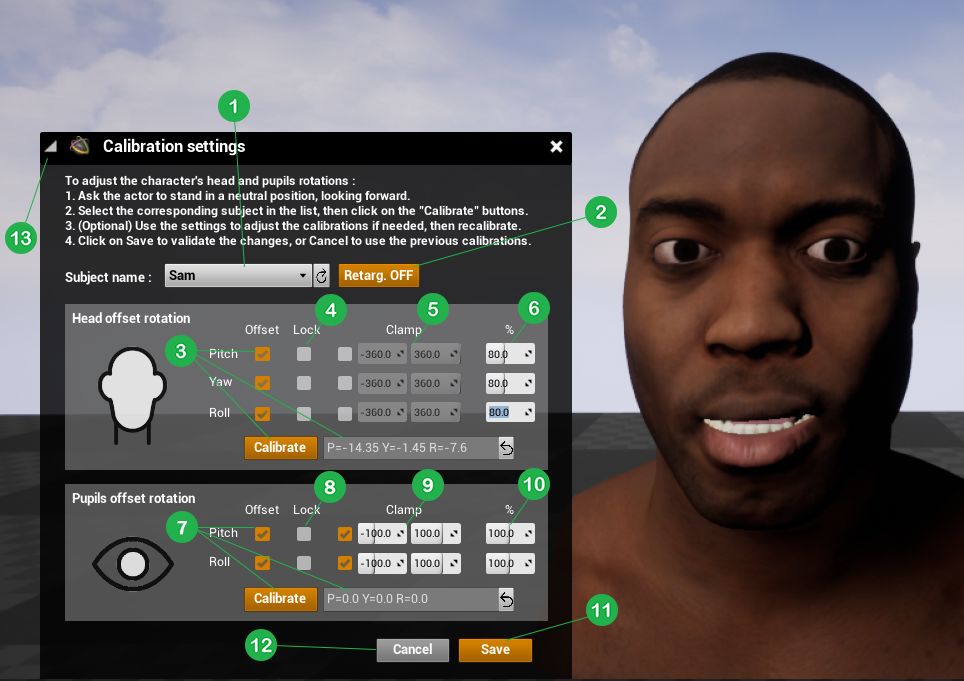 1
Calibration settings
To adjust the character's head and pupils rotations :
1. Ask the actor to stand in a neutral position, looking forward.
2. Select the corresponding subject in the list, then click on the "Calibrate" buttons.
3. (Optional) Use the settings to adjust the calibrations if needed, then recalibrate.
4. Click on Save to validate the changes, or Cancel to use the previous calibrations.
2
13
Subject name : Sam Retarg. OFF
Head offset rotation
4 5 6
Offset Lock Clamp %
3
Pitch -360.0 360.0 80.0
Yaw -360.0 360.0 80.0
Roll -360.0 360.0 80.0
Calibrate P=-14.35 Y=-1.45 R=-7.6
Pupils offset rotation
8 9 10
Offset Lock Clamp %
7
Pitch -100.0 100.0 100.0
Roll -100.0 100.0 100.0
Calibrate P=0.0 Y=0.0 R=0.0
11
12
Cancel Save